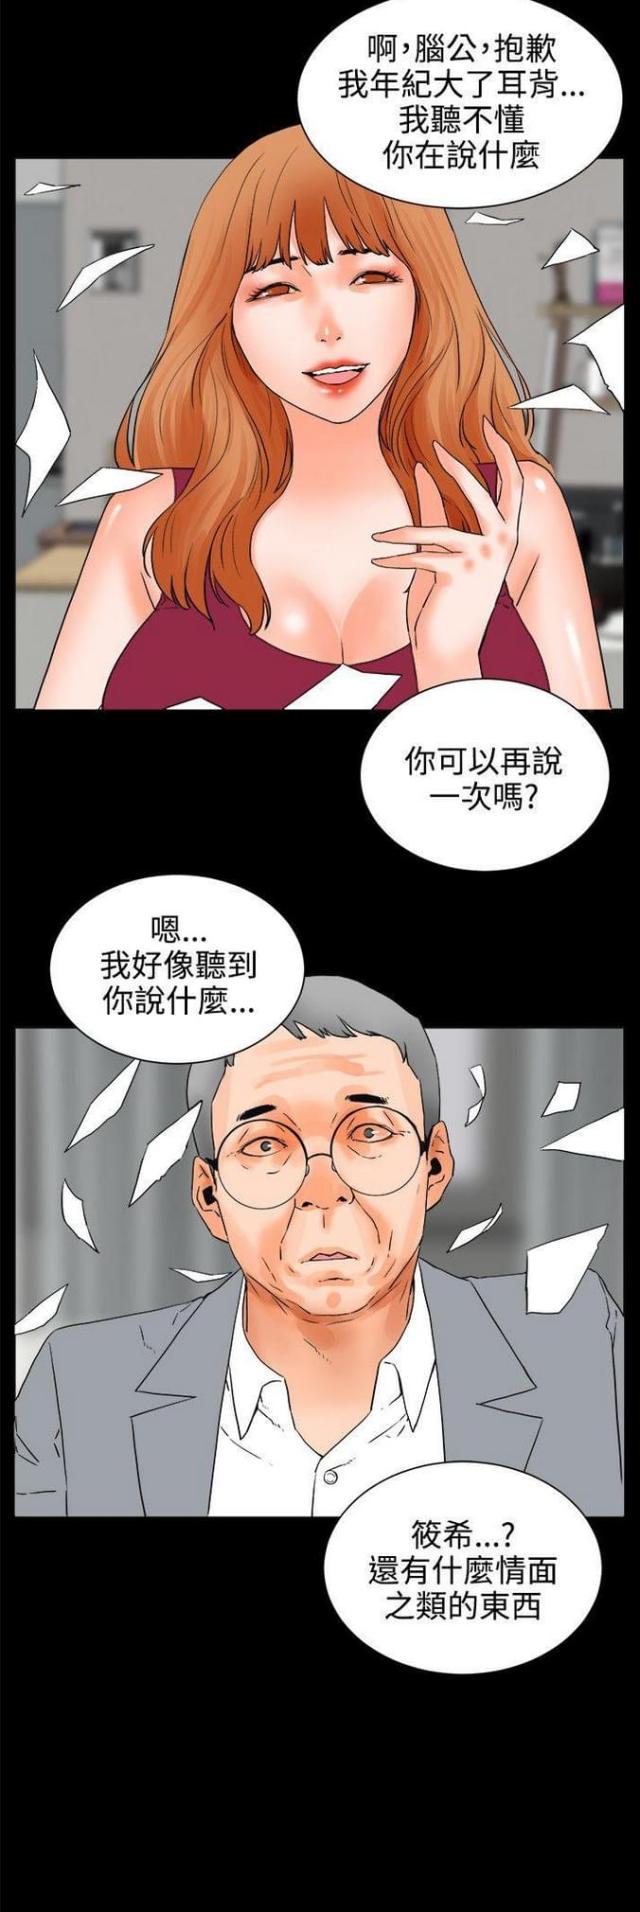 啊，腦公，抱歉
我年紀大了耳背...
我聽不懂
你在說什麼
你可以再說
一次嗎?
嗯...
我好像聽到
你說什麼...
筱希...?
還有什麼情面
之類的東西